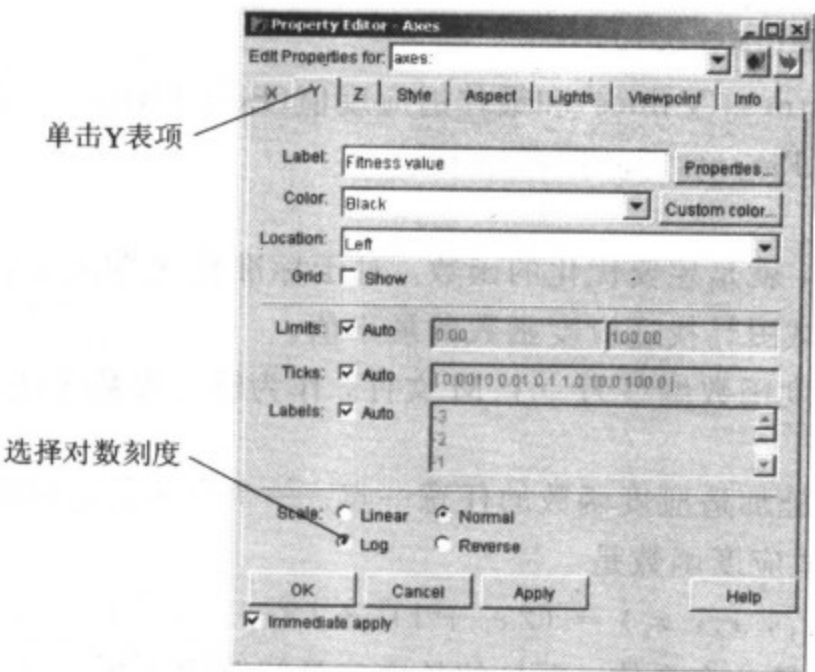 Property Editor - Axes
Edit Properties for: axes:
X Y Z Style Aspect Lights Viewpoint Info
单击Y表项
Label: Fitness value Properties...
Color: Black Custom color...
Location: Left
Grid Show
Limits: Auto 0.00 100.00
Ticks: Auto [0.0010 0.01 0.1 1.0 10.0 100.0]
Labels: Auto -3
-2
-1
选择对数刻度
Scale: Linear Normal
Log Reverse
OK Cancel Apply Help
Immediate apply